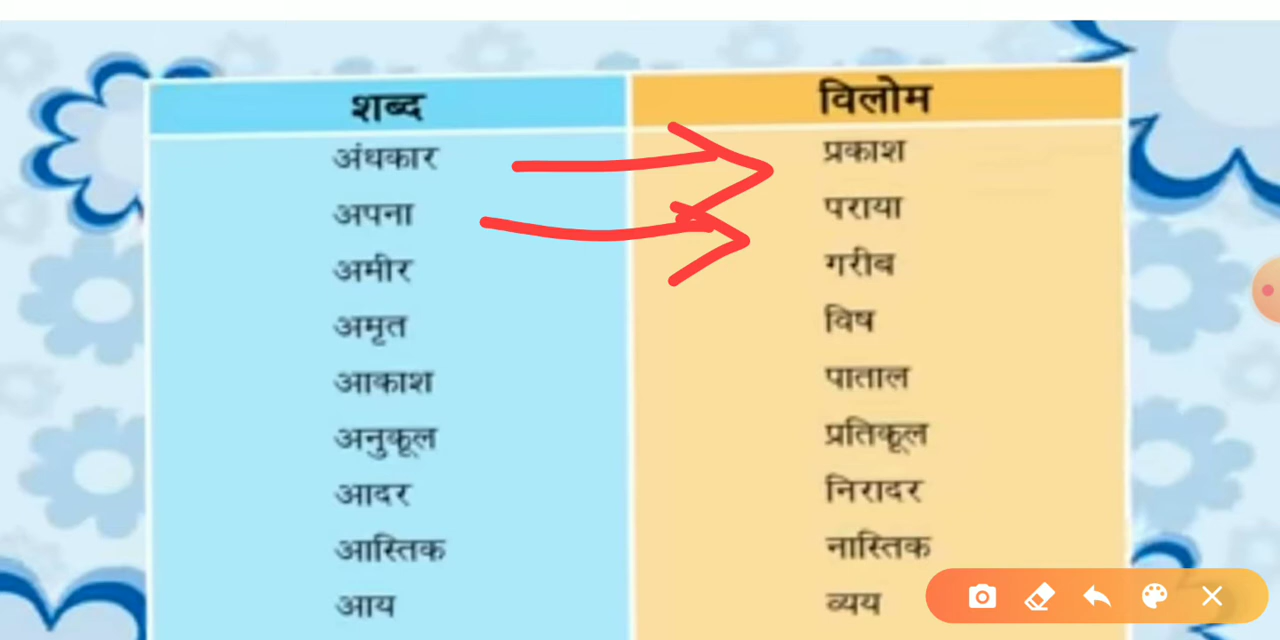 शब्द विलोम
अंधकार प्रकाश
अपना पराया
अमीर गरीब
अमृत विष
आकाश पाताल
अनुकूल प्रतिकूल
आदर निरादर
आस्तिक नास्तिक
आय व्यय